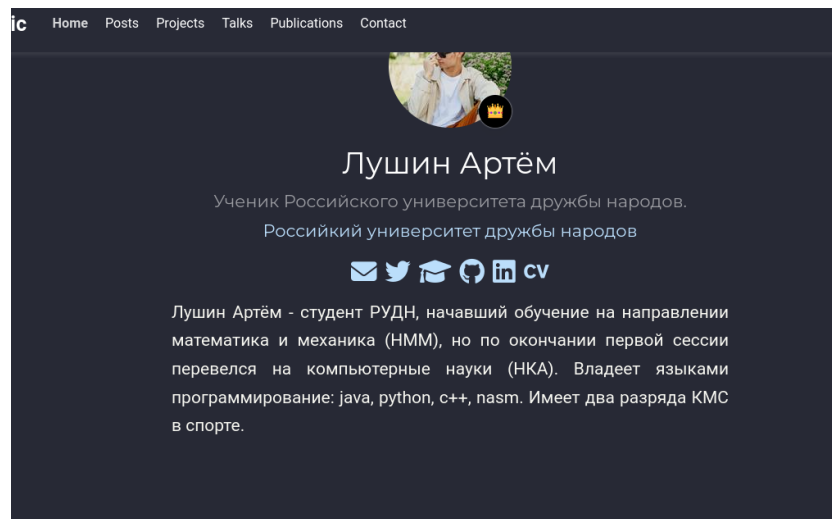 ic Home Posts Projects Talks Publications Contact
Лушин Артём
Ученик Российского университета дружбы народов.
Российкий университет дружбы народов
CV
Лушин Артём - студент РУДН, начавший обучение на направлении
математика и механика (НММ), но по окончании первой сессии
перевелся на компьютерные науки (НКА). Владеет языками
программирование: java, python, c++, nasm. Имеет два разряда КМС
в спорте.